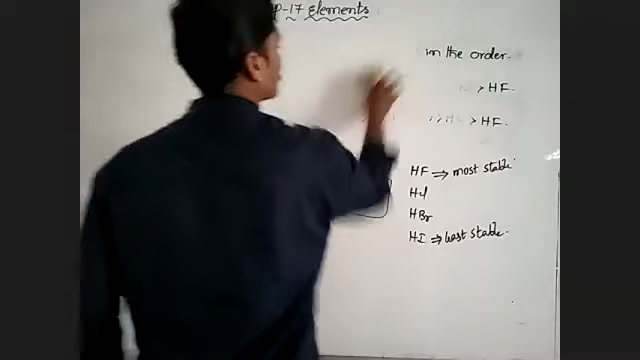 P-17 Elements
in the order.
> HF.
> HF.
HF ⇒ most stable
HCl
HBr
HI ⇒ least stable.